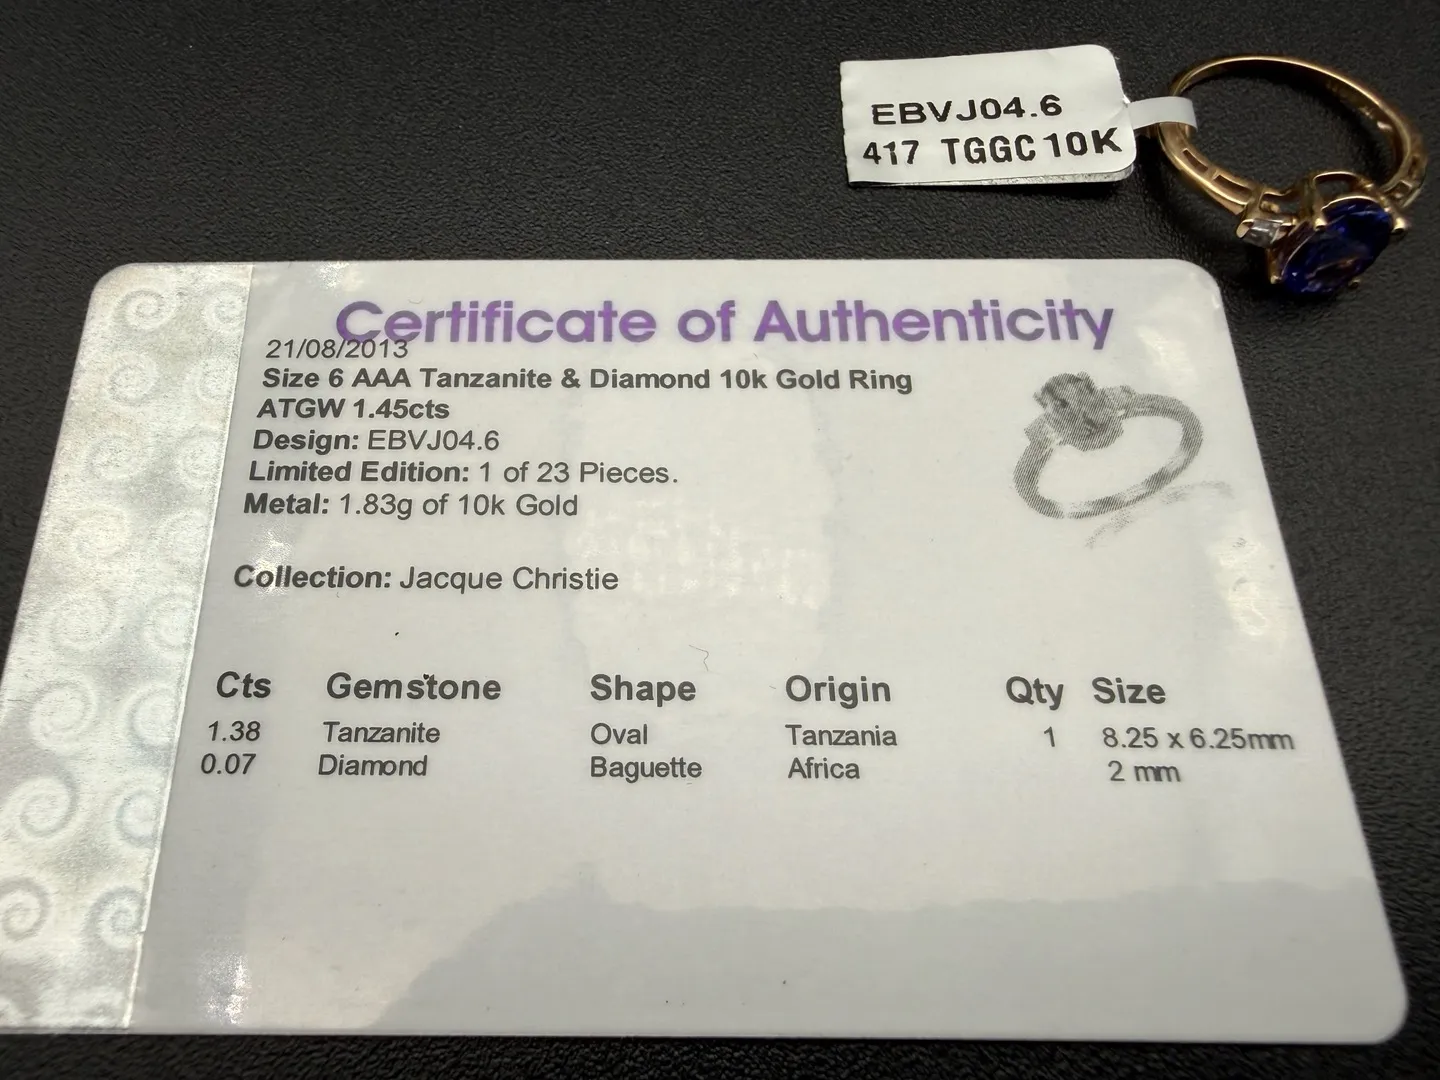 EBVJ04.6
417 TGGC 10K
Certificate of Authenticity
21/08/2013
Size 6 AAA Tanzanite & Diamond 10k Gold Ring
ATGW 1.45cts
Design: EBVJ04.6
Limited Edition: 1 of 23 Pieces.
Metal: 1.83g of 10k Gold
Collection: Jacque Christie
Cts Gemstone Shape Origin Qty Size
1.38 Tanzanite Oval Tanzania 1 8.25 x 6.25mm
0.07 Diamond Baguette Africa 2 mm